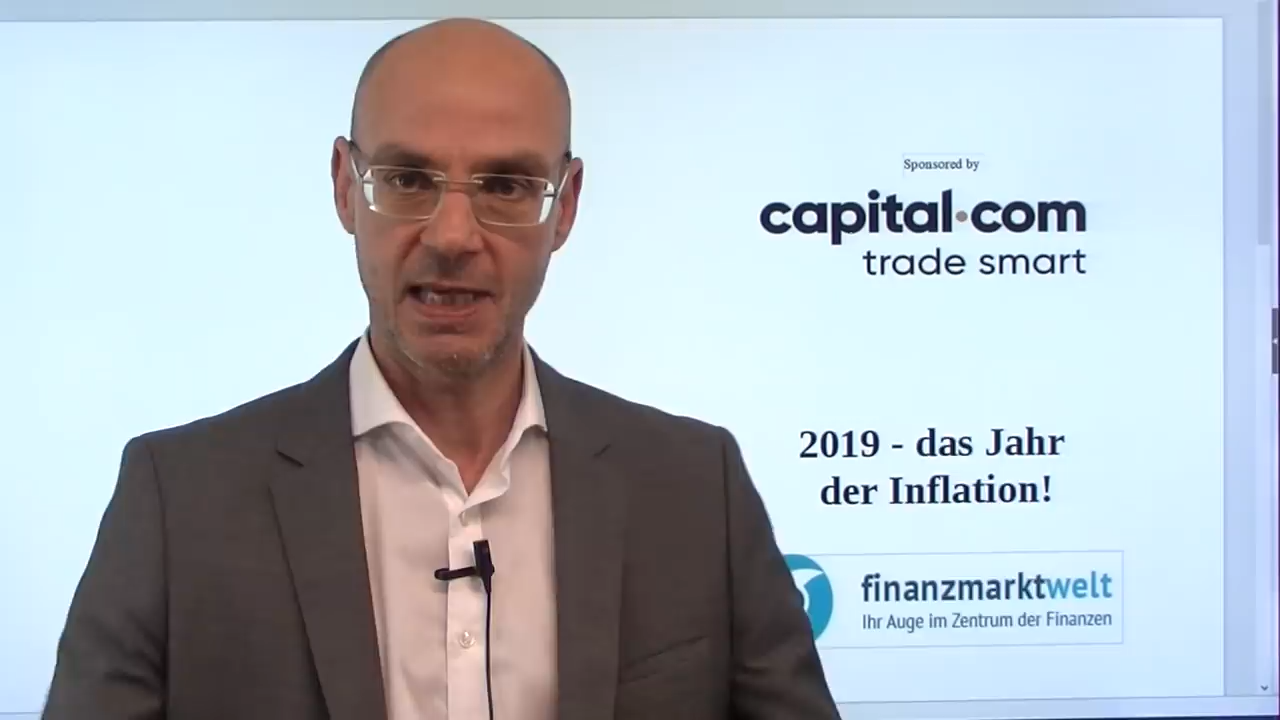 Sponsored by
capital.com
trade smart
2019 - das Jahr
der Inflation!
finanzmarktwelt
Ihr Auge im Zentrum der Finanzen